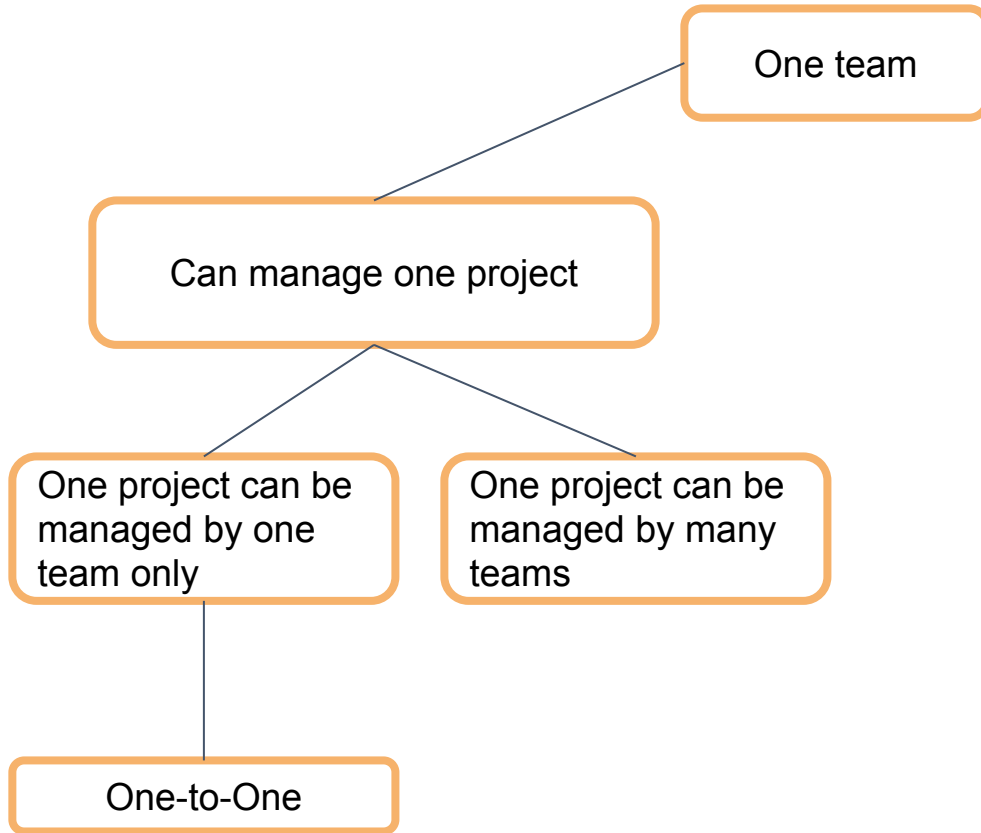 One team
Can manage one project
One project can be
managed by one
team only
One project can be
managed by many
teams
One-to-One